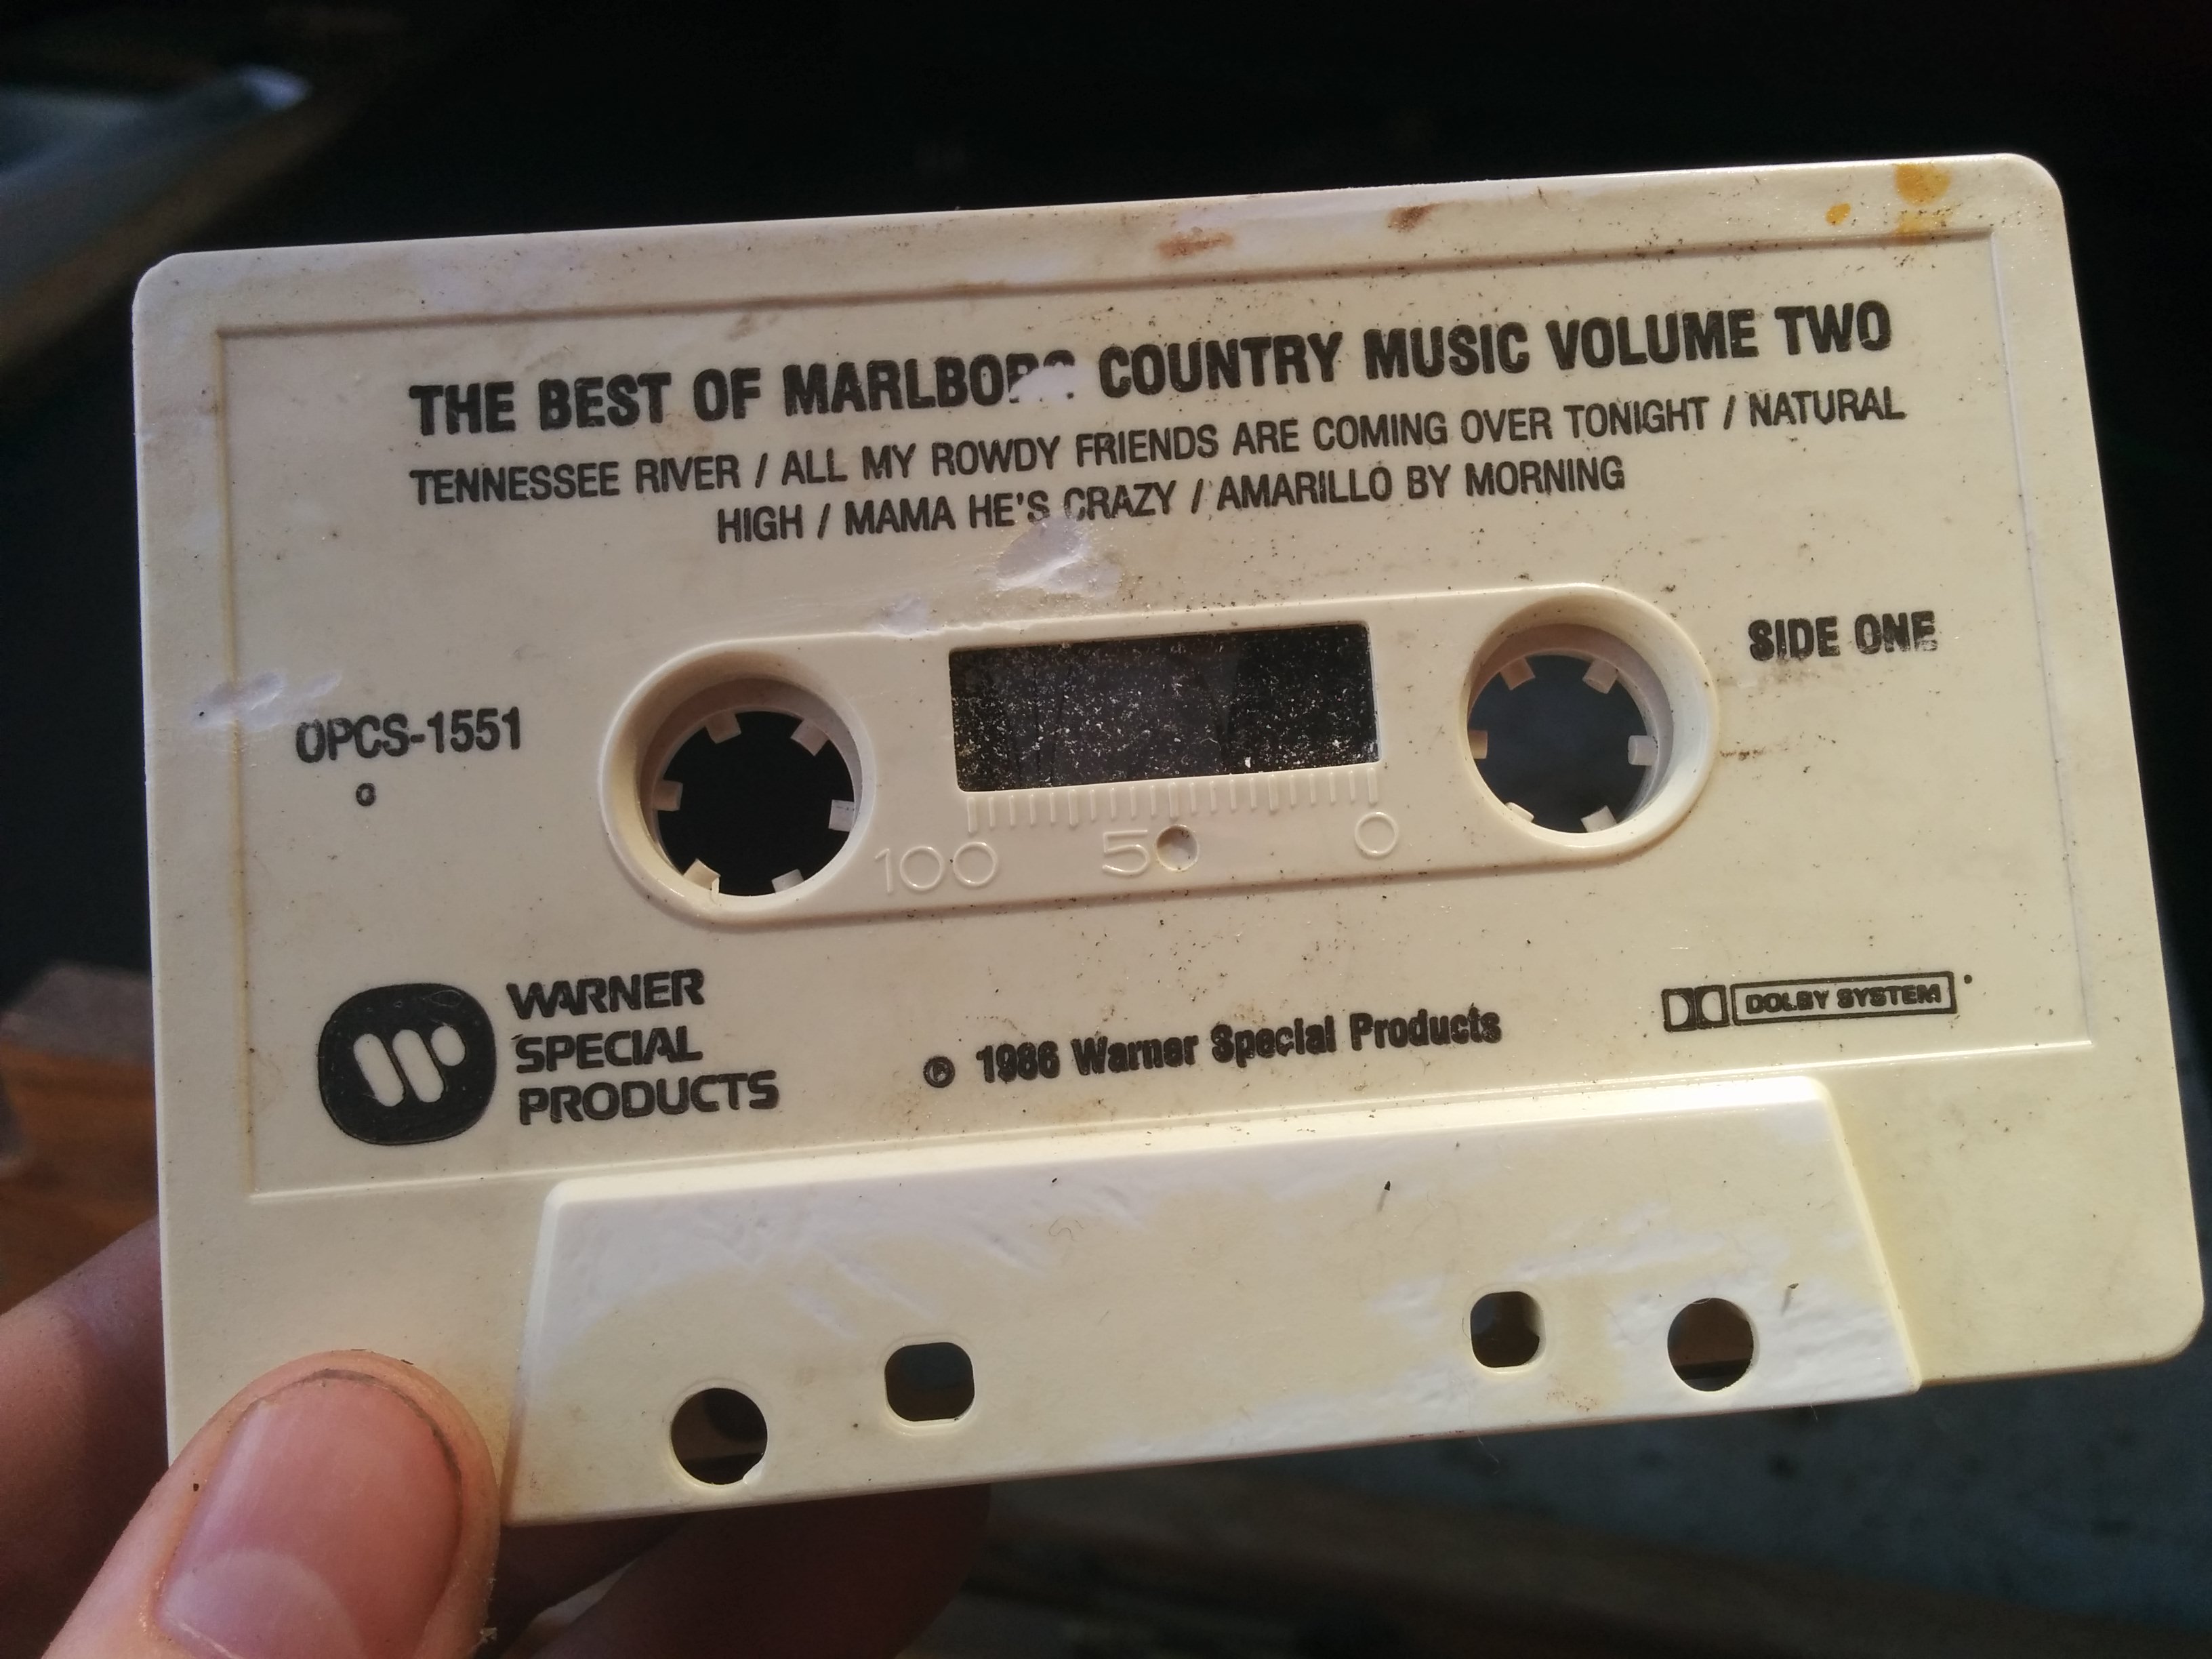 THE BEST OF MARLBORO COUNTRY MUSIC VOLUME TWO
TENNESSEE RIVER / ALL MY ROWDY FRIENDS ARE COMING OVER TONIGHT / NATURAL
HIGH / MAMA HE'S CRAZY / AMARILLO BY MORNING
SIDE ONE
OPCS-1551
100 50 0
WARNER
SPECIAL
PRODUCTS
℗ 1986 Warner Special Products
DOLBY SYSTEM